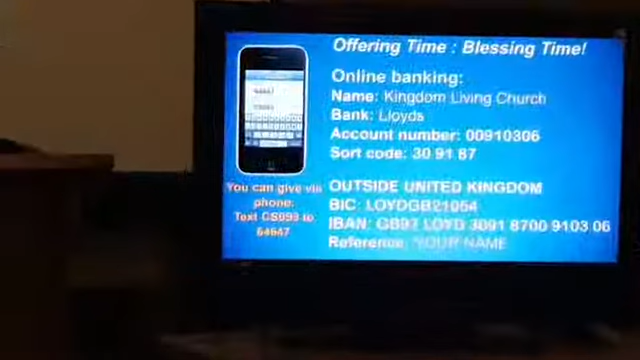 Offering Time : Blessing Time!
Online banking:
Name: Kingdom Living Church
Bank: Lloyds
Account number: 00910306
Sort code: 30 91 87
You can give via
phone:
Text
to
64647
OUTSIDE UNITED KINGDOM
BIC: LOYDGB21054
IBAN: GB97 LOYD 3091 8700 9103 06
Reference: YOUR NAME